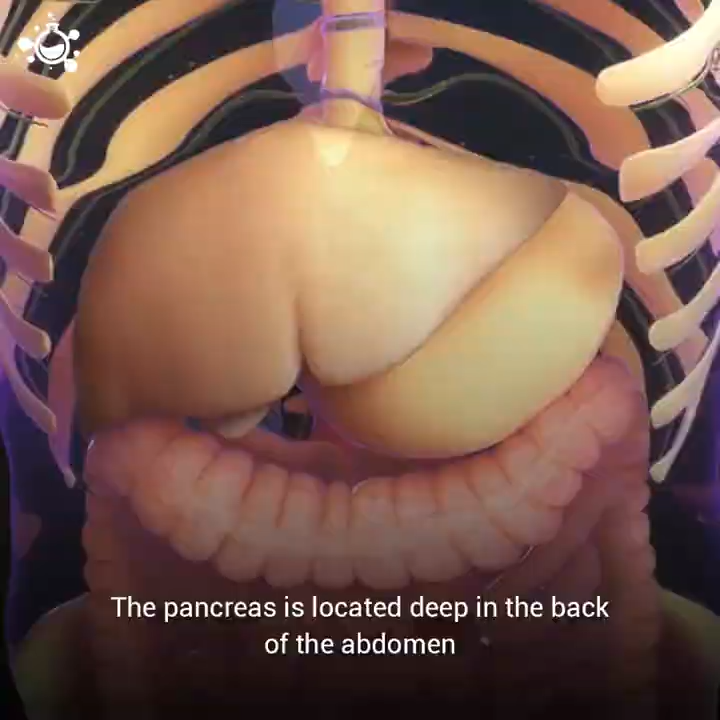 The pancreas is located deep in the back
of the abdomen